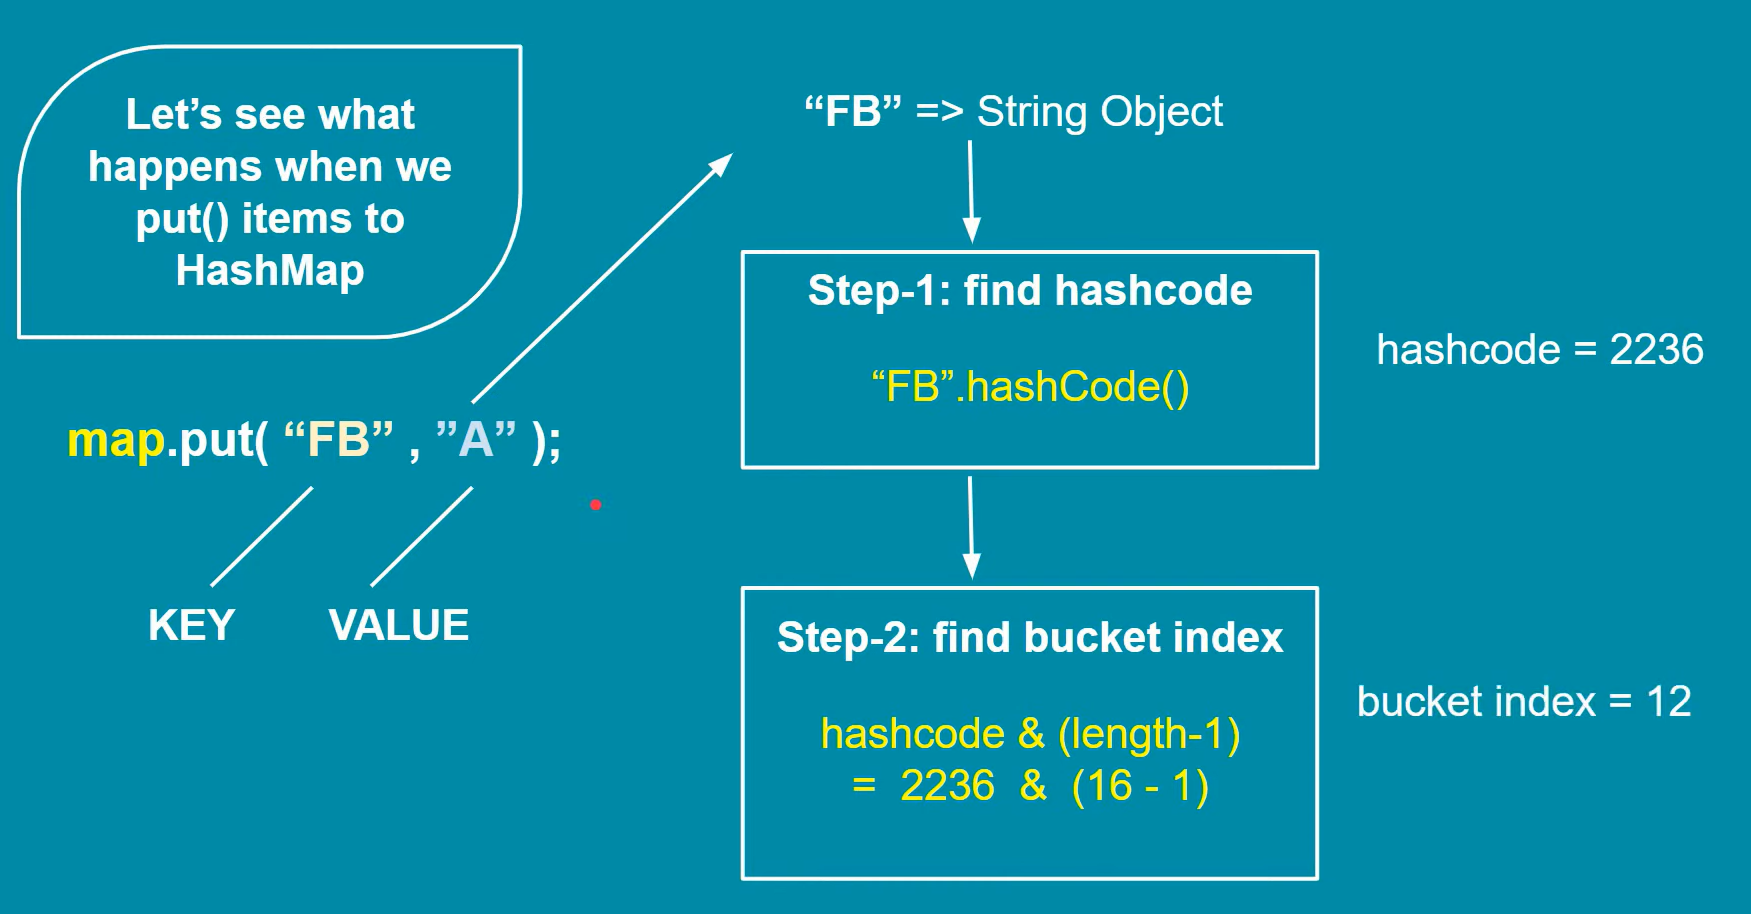 Let’s see what
happens when we
put() items to
HashMap
map.put( “FB” , ”A” );
KEY
VALUE
“FB” => String Object
Step-1: find hashcode
“FB”.hashCode()
hashcode = 2236
Step-2: find bucket index
hashcode & (length-1)
= 2236 & (16 - 1)
bucket index = 12